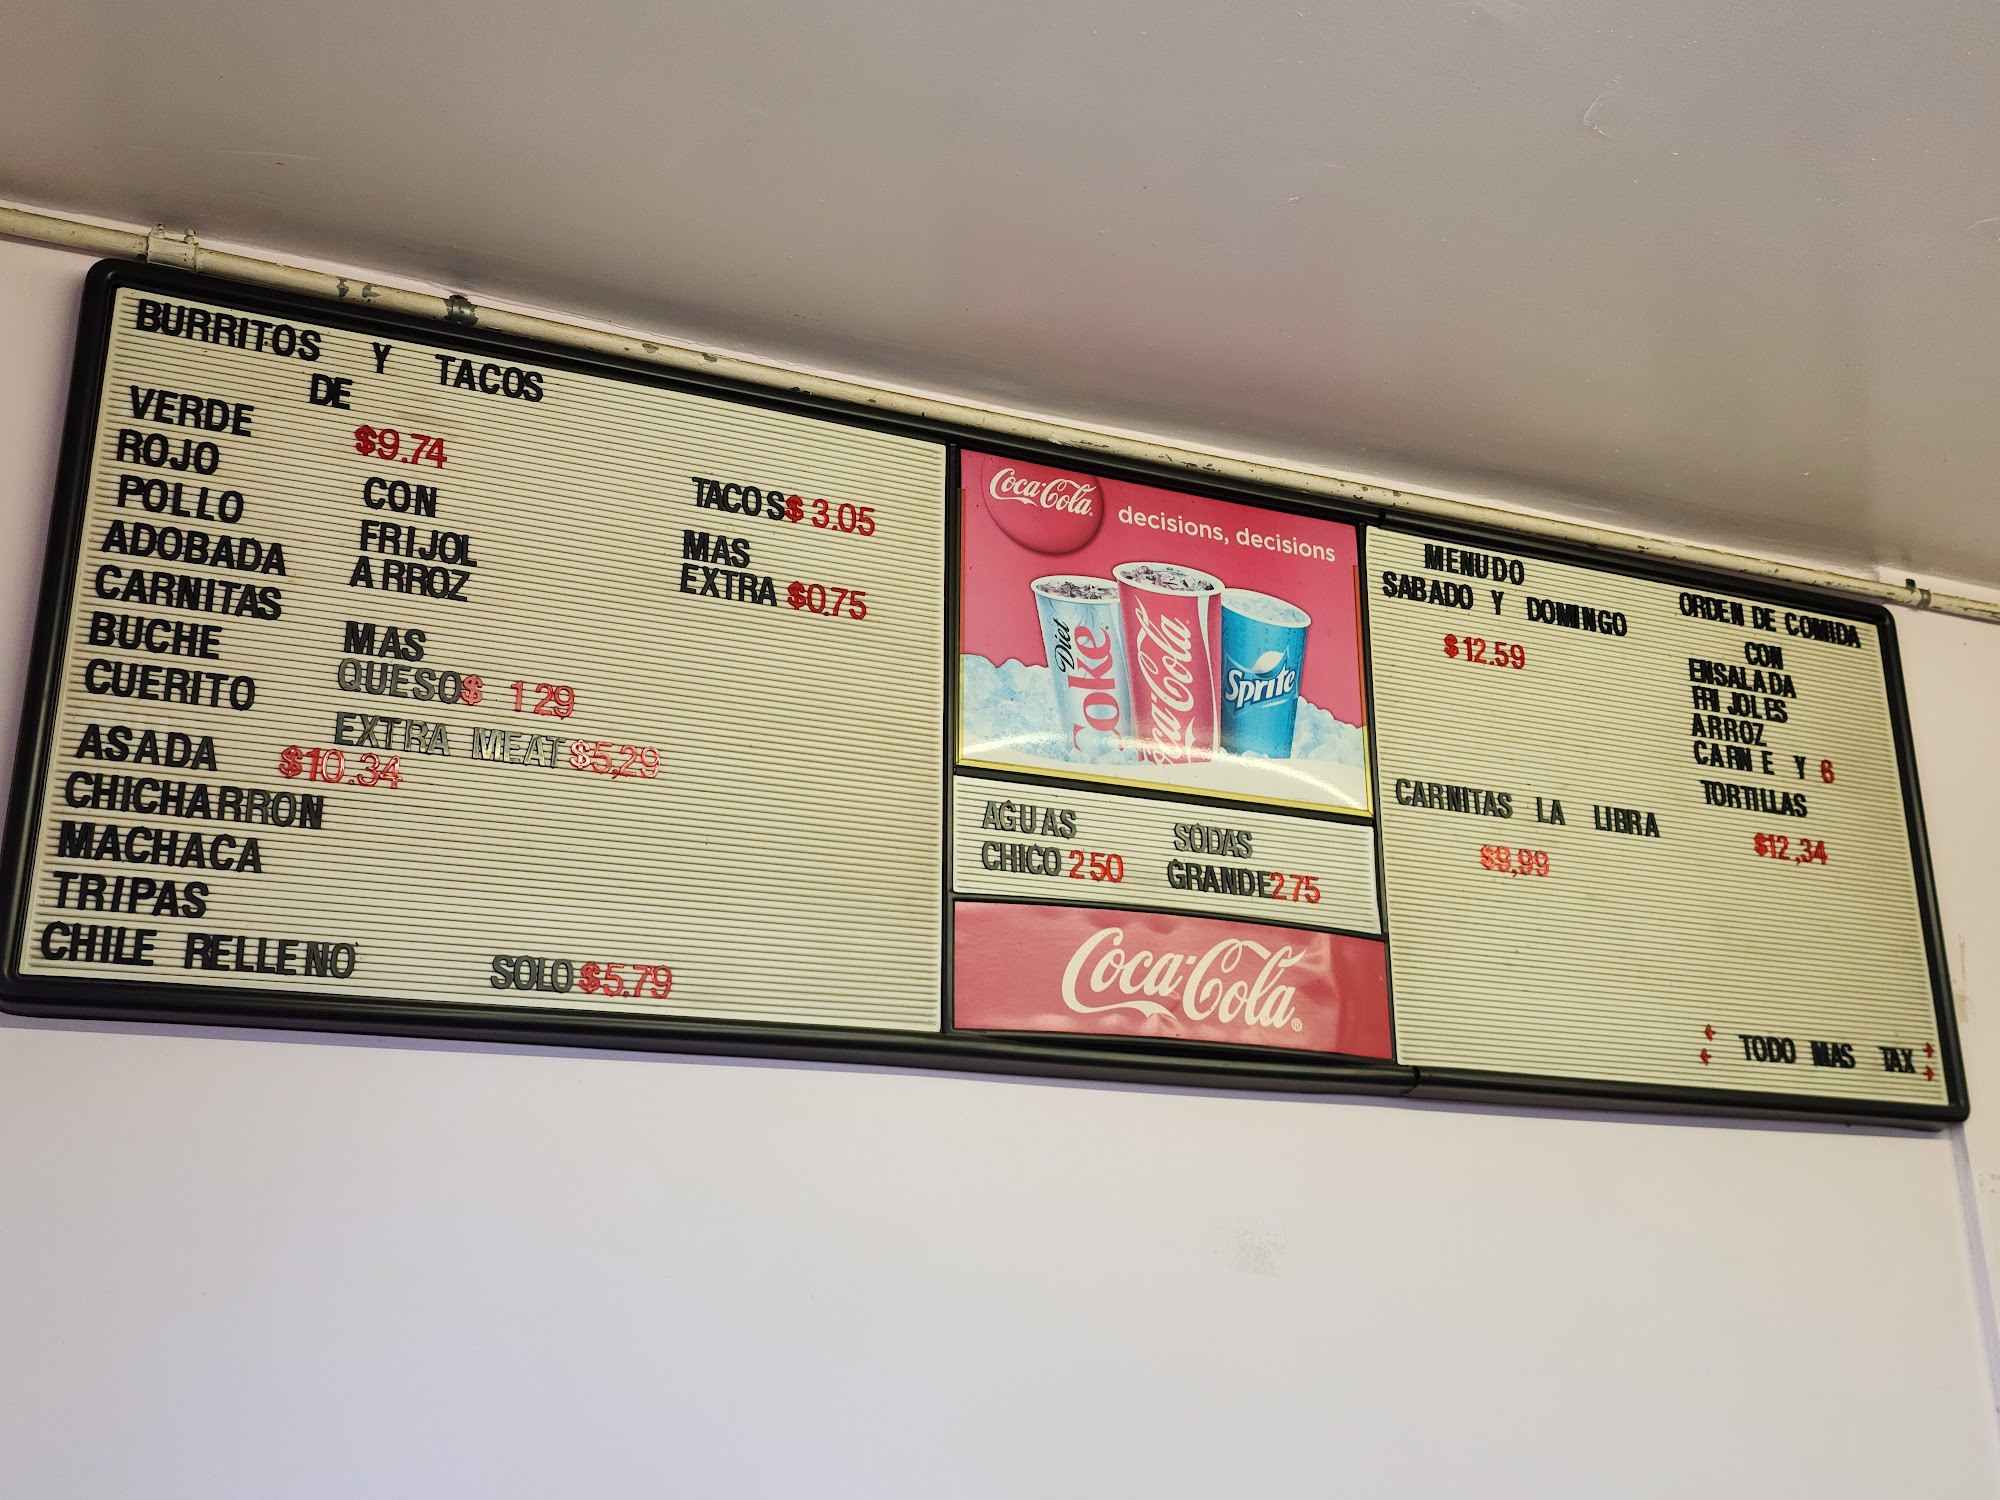 BURRITOS Y TACOS
DE
VERDE
ROJO $9.74
POLLO CON
ADOBADA FRIJOL
CARNITAS ARROZ
BUCHE MAS
CUERITO QUESO$ 1 29
EXTRA MEAT $5,29
ASADA $10.34
CHICHARRON
MACHACA
TRIPAS
CHILE RELLENO SOLO $5.79
TACOS $ 3.05
MAS
EXTRA $0.75
Coca-Cola
decisions, decisions
Diet Coke
Coca-Cola
Sprite
AGUAS SODAS
CHICO 2 50 GRANDE 2 75
Coca-Cola®
MENUDO
SABADO Y DOMINGO
$12.59
CARNITAS LA LIBRA
$9,99
ORDEN DE COMIDA
CON
ENSALADA
FRIJOLES
ARROZ
CARNE Y 6
TORTILLAS
$12,34
TODO MAS TAX